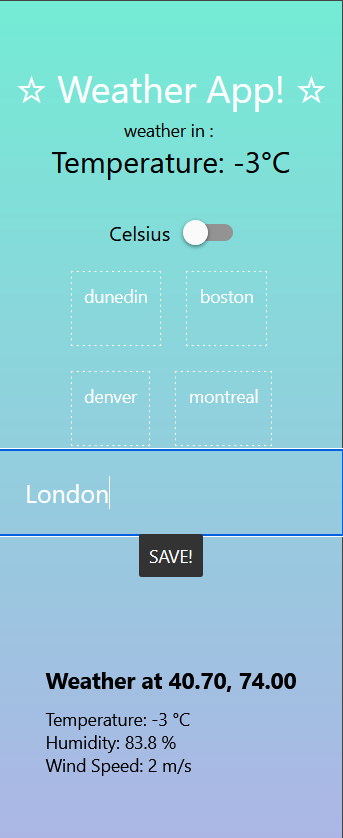 ☆ Weather App! ☆
weather in :
Temperature: -3°C
Celsius
dunedin boston
denver montreal
London
SAVE!
Weather at 40.70, 74.00
Temperature: -3 °C
Humidity: 83.8 %
Wind Speed: 2 m/s